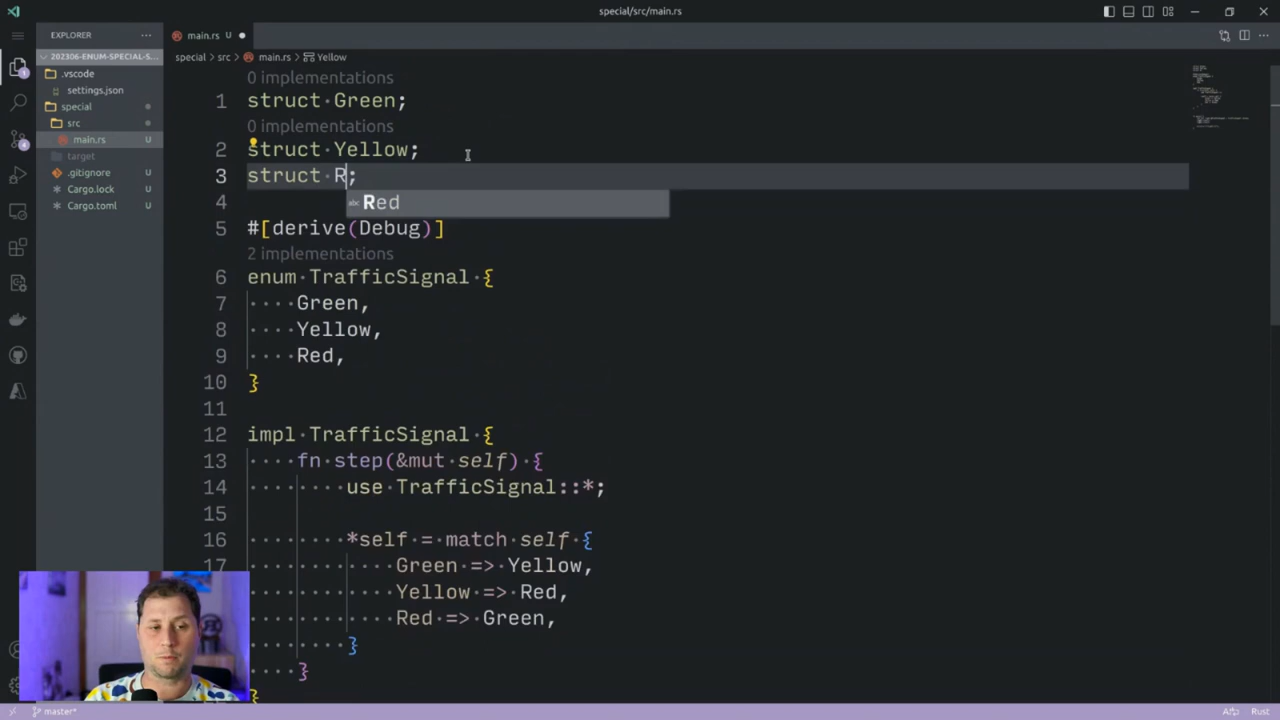 special/src/main.rs
EXPLORER
main.rs U
202306-ENUM-SPECIAL-S...
special > src > main.rs > Yellow
.vscode
settings.json
special
src
main.rs U
target
.gitignore U
Cargo.lock U
Cargo.toml U
0 implementations
1 struct Green;
0 implementations
2 struct Yellow;
3 struct R;
abc Red
4
5 #[derive(Debug)]
2 implementations
6 enum TrafficSignal {
7 Green,
8 Yellow,
9 Red,
10 }
11
12 impl TrafficSignal {
13 fn step(&mut self) {
14 use TrafficSignal::*;
15
16 *self = match self {
17 Green => Yellow,
Yellow => Red,
Red => Green,
}
}
}
master*
Rust